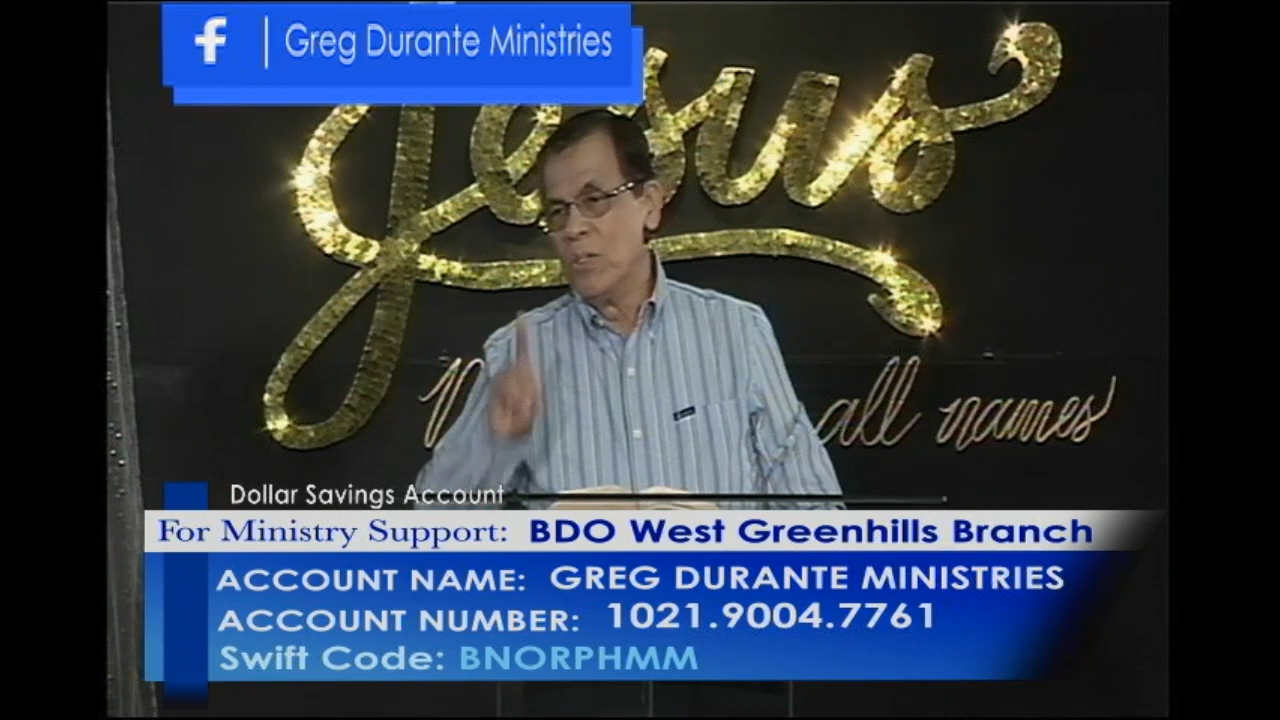 f | Greg Durante Ministries
Jesus
all names
Dollar Savings Account
For Ministry Support: BDO West Greenhills Branch
ACCOUNT NAME: GREG DURANTE MINISTRIES
ACCOUNT NUMBER: 1021.9004.7761
Swift Code: BNORPHMM